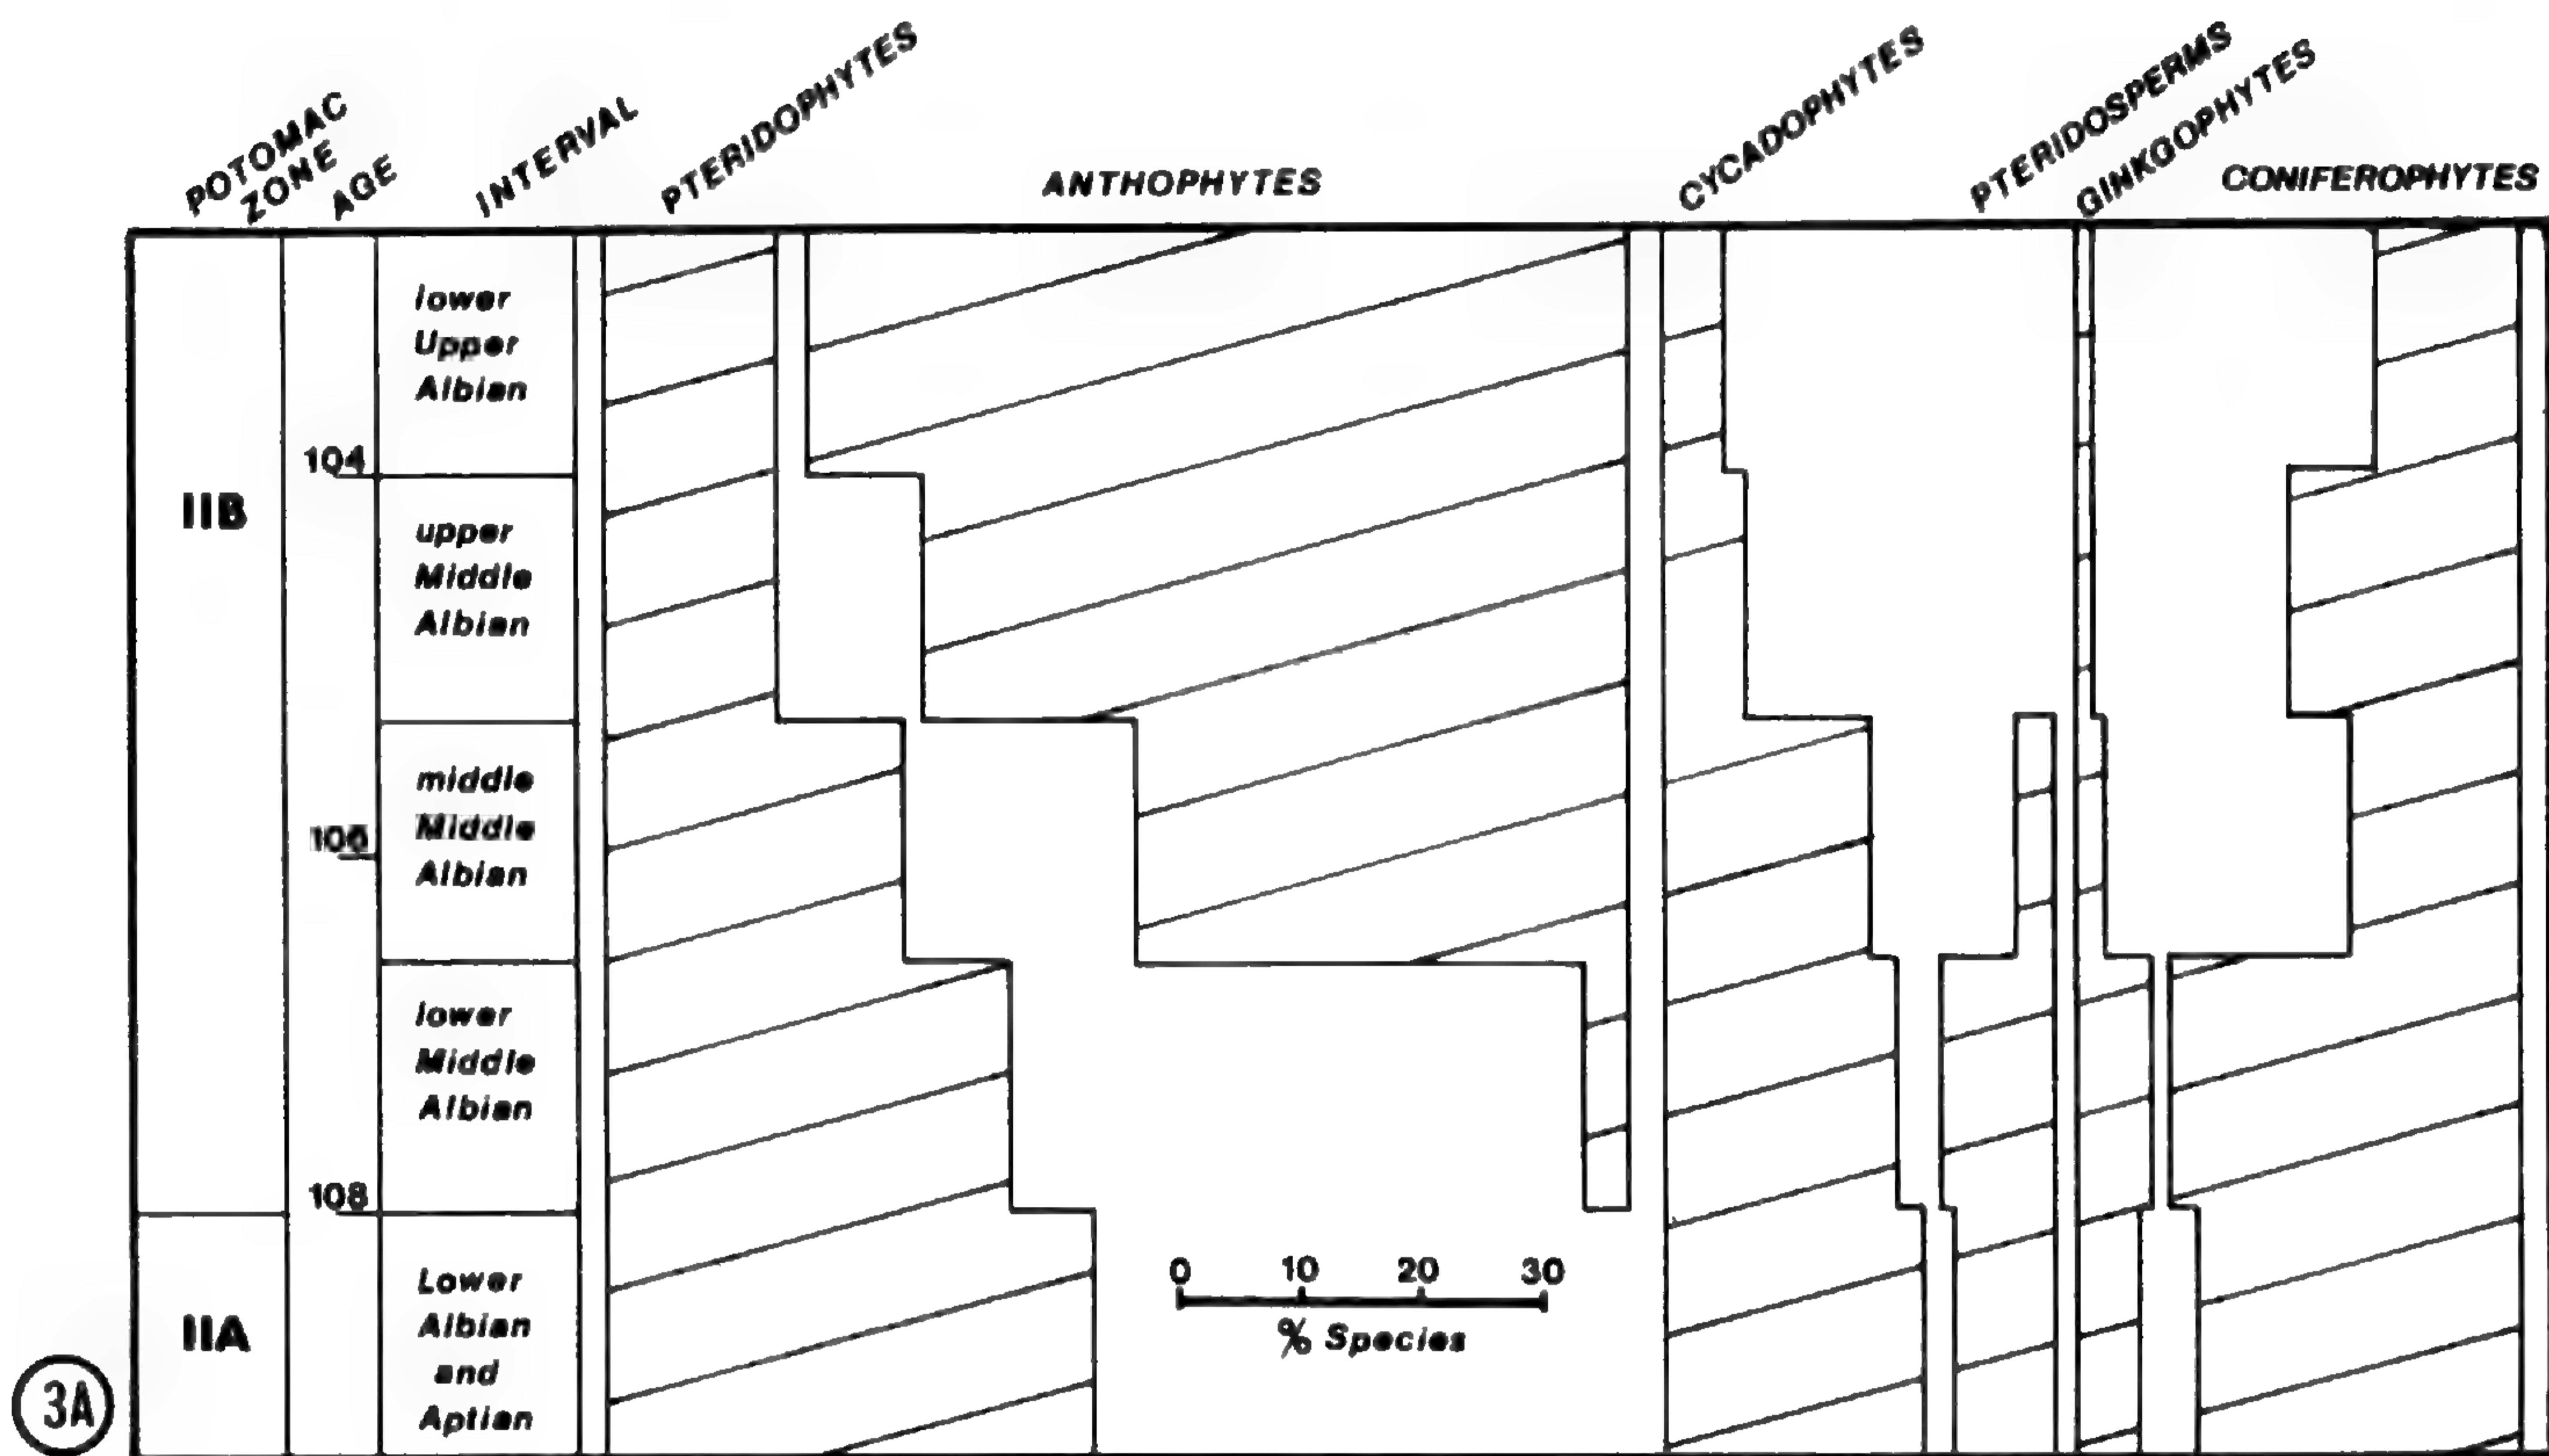 POTOMAC
ZONE
AGE
INTERVAL
PTERIDOPHYTES
ANTHOPHYTES
CYCADOPHYTES
PTERIDOSPERMS
GINKGOPHYTES
CONIFEROPHYTES
IIB
104
lower
Upper
Albian
upper
Middle
Albian
106
middle
Middle
Albian
lower
Middle
Albian
108
IIA
Lower
Albian
and
Aptian
0 10 20 30
% Species
3A